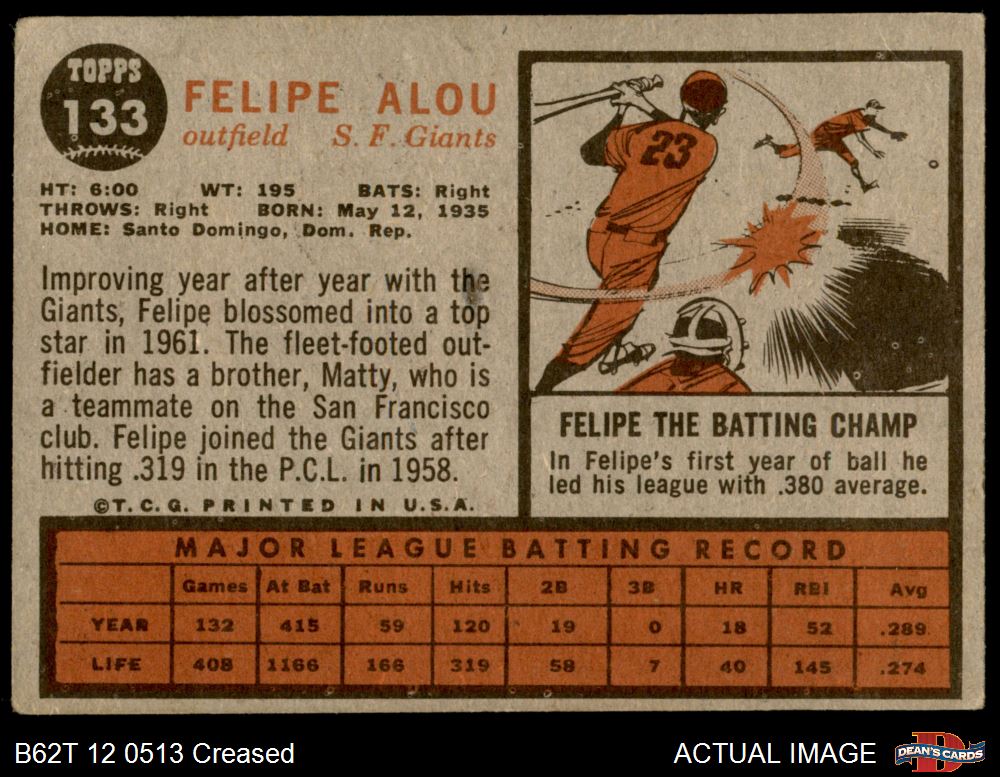 TOPPS
133
FELIPE ALOU
outfield S. F. Giants
HT: 6:00 WT: 195 BATS: Right
THROWS: Right BORN: May 12, 1935
HOME: Santo Domingo, Dom. Rep.
Improving year after year with the
Giants, Felipe blossomed into a top
star in 1961. The fleet-footed out-
fielder has a brother, Matty, who is
a teammate on the San Francisco
club. Felipe joined the Giants after
hitting .319 in the P.C.L. in 1958.
©T.C.G. PRINTED IN U.S.A.
23
FELIPE THE BATTING CHAMP
In Felipe's first year of ball he
led his league with .380 average.
MAJOR LEAGUE BATTING RECORD
Games At Bat Runs Hits 2B 3B HR RBI Avg
YEAR 132 415 59 120 19 0 18 52 .289
LIFE 408 1166 166 319 58 7 40 145 .274
B62T 12 0513 Creased
ACTUAL IMAGE
DEAN'S CARDS